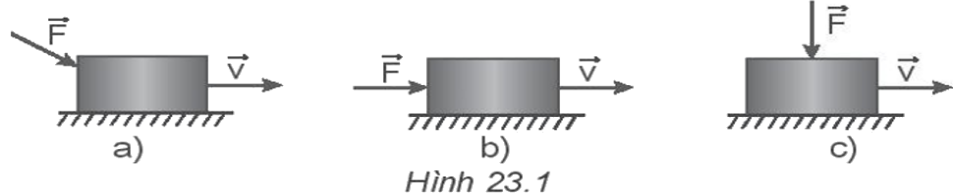 F⃗ v⃗ F⃗ v⃗ F⃗ v⃗
a) b) c)
Hình 23.1